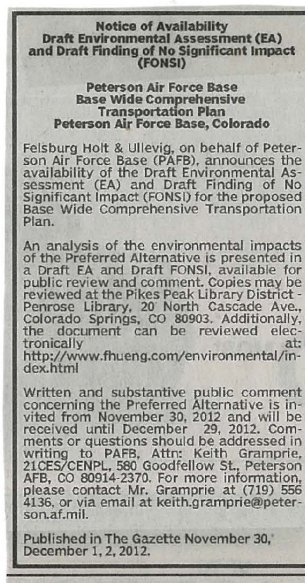 Notice of Availability
Draft Environmental Assessment (EA)
and Draft Finding of No Significant Impact
(FONSI)
Peterson Air Force Base
Base Wide Comprehensive
Transportation Plan
Peterson Air Force Base, Colorado
Felsburg Holt & Ullevig, on behalf of Peter-
son Air Force Base (PAFB), announces the
availability of the Draft Environmental As-
sessment (EA) and Draft Finding of No
Significant Impact (FONSI) for the proposed
Base Wide Comprehensive Transportation
Plan.
An analysis of the environmental impacts
of the Preferred Alternative is presented in
a Draft EA and Draft FONSI, available for
public review and comment. Copies may be
reviewed at the Pikes Peak Library District -
Penrose Library, 20 North Cascade Ave.,
Colorado Springs, CO 80903. Additionally,
the document can be reviewed elec-
tronically at:
http://www.fhueng.com/environmental/in-
dex.html
Written and substantive public comment
concerning the Preferred Alternative is in-
vited from November 30, 2012 and will be
received until December 29, 2012. Com-
ments or questions should be addressed in
writing to PAFB, Attn: Keith Gramprie,
21CES/CENPL, 580 Goodfellow St., Peterson
AFB, CO 80914-2370. For more information,
please contact Mr. Gramprie at (719) 556
4136, or via email at keith.gramprie@peter-
son.af.mil.
Published in The Gazette November 30,
December 1, 2, 2012.